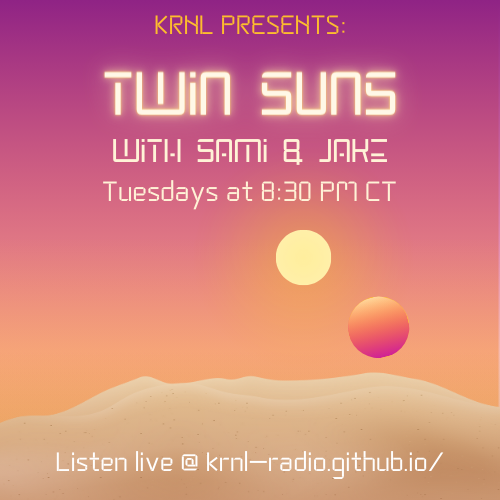 KRNL PRESENTS:
TWiN SUNS
WiTH SAMi & JAKE
Tuesdays at 8:30 PM CT
Listen live @ krnl-radio.github.io/